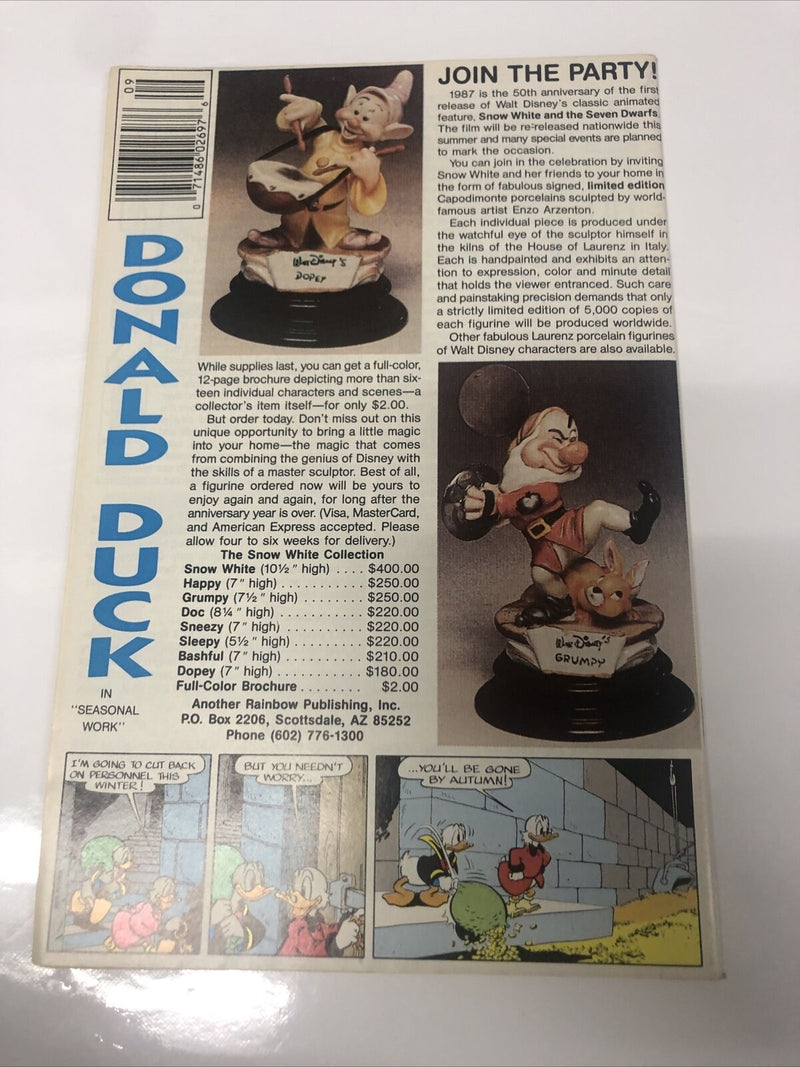 09
0 71486 02697 6
DONALD DUCK
IN
"SEASONAL
WORK"
Walt Disney's
DOPEY
JOIN THE PARTY!
1987 is the 50th anniversary of the first
release of Walt Disney's classic animated
feature, Snow White and the Seven Dwarfs.
The film will be re-released nationwide this
summer and many special events are planned
to mark the occasion.
You can join in the celebration by inviting
Snow White and her friends to your home in
the form of fabulous signed, limited edition
Capodimonte porcelains sculpted by world-
famous artist Enzo Arzenton.
Each individual piece is produced under
the watchful eye of the sculptor himself in
the kilns of the House of Laurenz in Italy.
Each is handpainted and exhibits an atten-
tion to expression, color and minute detail
that holds the viewer entranced. Such care
and painstaking precision demands that only
a strictly limited edition of 5,000 copies of
each figurine will be produced worldwide.
Other fabulous Laurenz porcelain figurines
of Walt Disney characters are also available.
While supplies last, you can get a full-color,
12-page brochure depicting more than six-
teen individual characters and scenes—a
collector's item itself—for only $2.00.
But order today. Don't miss out on this
unique opportunity to bring a little magic
into your home—the magic that comes
from combining the genius of Disney with
the skills of a master sculptor. Best of all,
a figurine ordered now will be yours to
enjoy again and again, for long after the
anniversary year is over. (Visa, MasterCard,
and American Express accepted. Please
allow four to six weeks for delivery.)
The Snow White Collection
Snow White (10½" high) .... $400.00
Happy (7" high) ........... $250.00
Grumpy (7½" high) ........ $250.00
Doc (8¼" high) ........... $220.00
Sneezy (7" high) .......... $220.00
Sleepy (5½" high) ......... $220.00
Bashful (7" high) .......... $210.00
Dopey (7" high) ........... $180.00
Full-Color Brochure ........ $2.00
Another Rainbow Publishing, Inc.
P.O. Box 2206, Scottsdale, AZ 85252
Phone (602) 776-1300
Walt Disney's
GRUMPY
I'M GOING TO CUT BACK
ON PERSONNEL THIS
WINTER!
BUT YOU NEEDN'T
WORRY...
...YOU'LL BE GONE
BY AUTUMN!